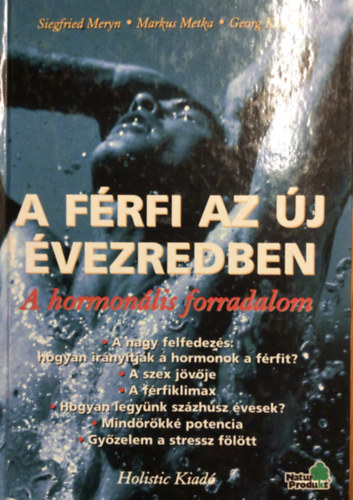 Siegfried Meryn • Markus Metka • Georg
A FÉRFI AZ ÚJ
ÉVEZREDBEN
A hormonális forradalom
• A nagy felfedezés:
hogyan irányítják a hormonok a férfit?
• A szex jövője
• A férfiklimax
• Hogyan legyünk százhúsz évesek?
• Mindörökké potencia
• Győzelem a stressz fölött
Holistic Kiadó
Natur
Produkt